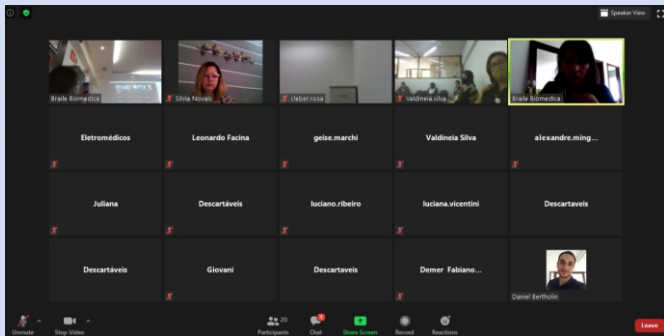 Speaker View
Braile Biomedica
Silvia Novais
cleber.rosa
Valdineia.silva
Braile Biomedica
Eletromédicos
Leonardo Facina
geise.marchi
Valdineia Silva
alexandre.ming...
Juliana
Descartáveis
luciano.ribeiro
luciana.vicentini
Descartaveis
Descartáveis
Giovani
Descartaveis
Demer Fabiano...
Daniel Bertholin
Unmute
Stop Video
Participants
20
Chat
Share Screen
Record
Reactions
Leave